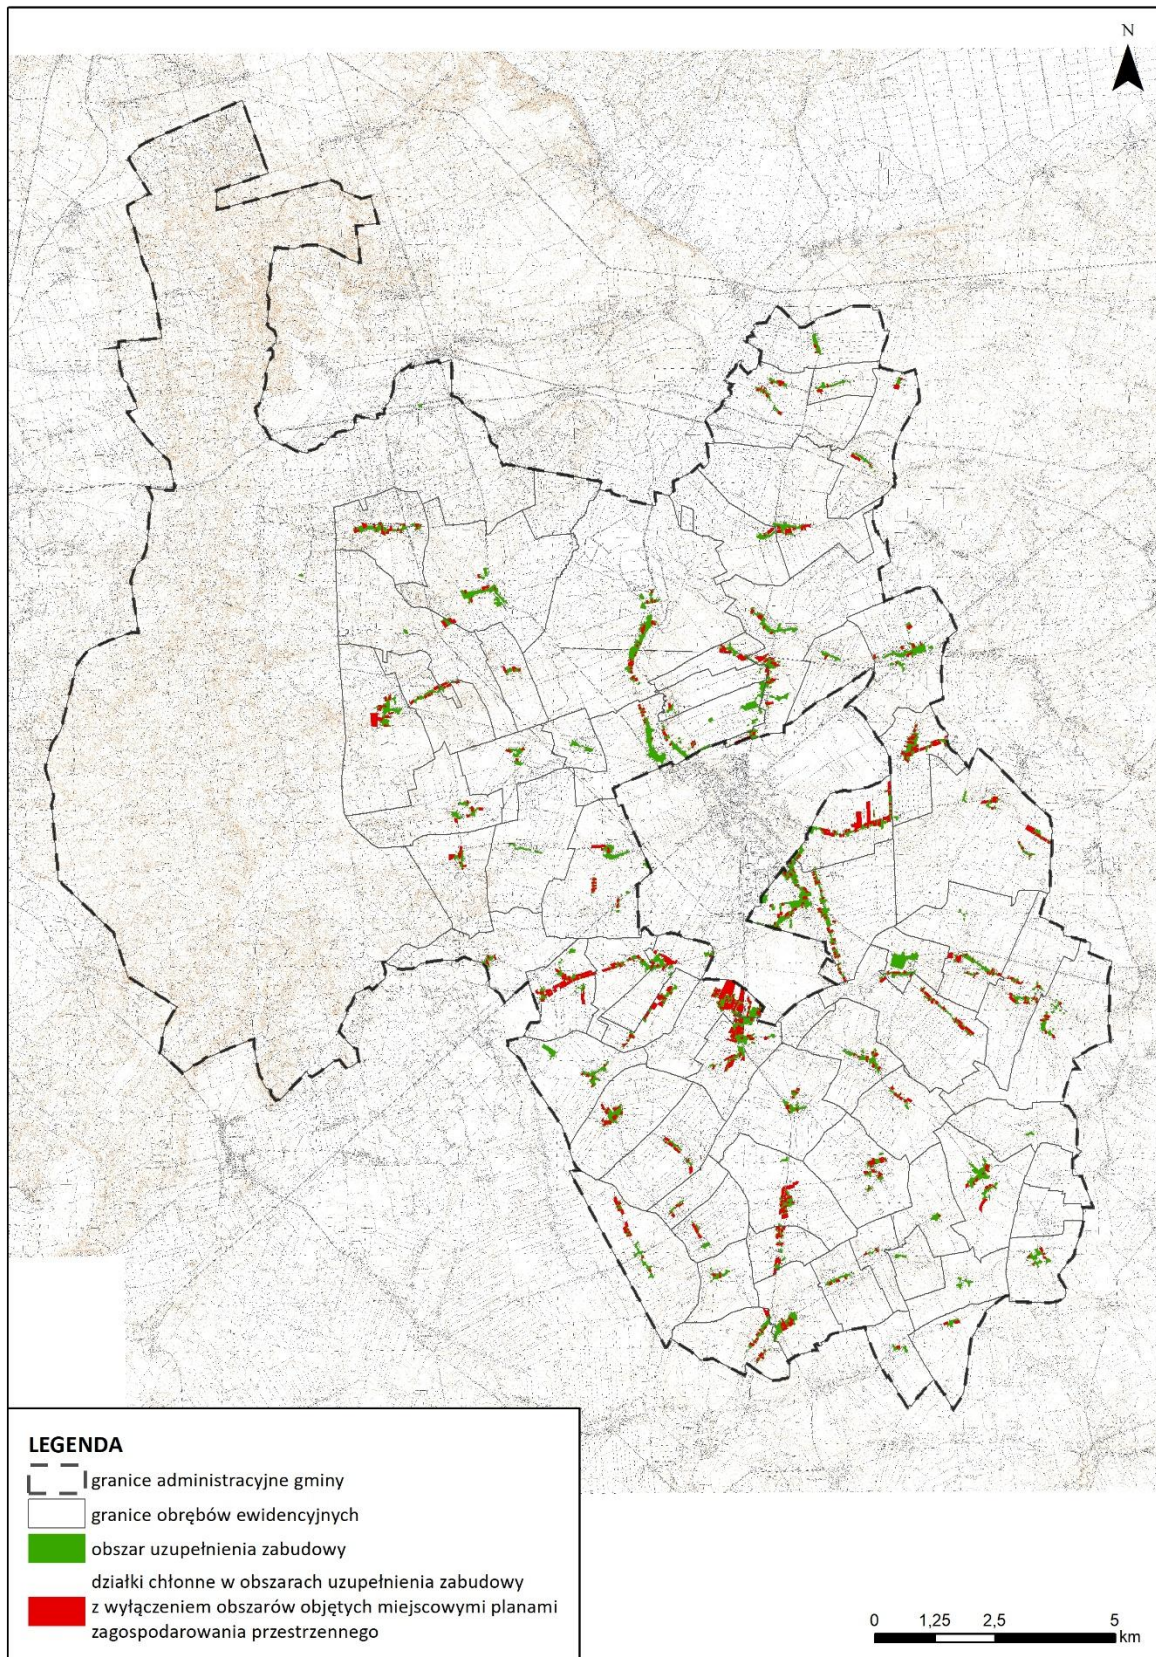 N
LEGENDA
granice administracyjne gminy
granice obrębów ewidencyjnych
obszar uzupełnienia zabudowy
działki chłonne w obszarach uzupełnienia zabudowy
z wyłączeniem obszarów objętych miejscowymi planami
zagospodarowania przestrzennego
0 1,25 2,5 5
km